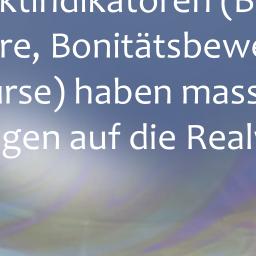 ktindikatoren (B
re, Bonitätsbewe
urse) haben mass
gen auf die Real